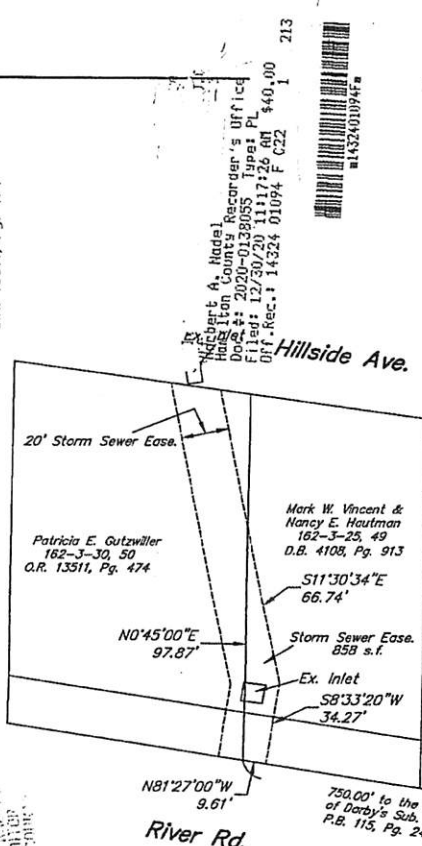 213
Norbert A. Nadel
Hamilton County Recorder's Office
Doc #: 2020-0138055 Type: PL
Filed: 12/30/20 11:17:26 AM $40.00
Off.Rec.: 14324 01094 F C22 1
m1432401094Fm
Hillside Ave.
20' Storm Sewer Ease.
Mark W. Vincent &
Nancy E. Hautman
162-3-25, 49
D.B. 4108, Pg. 913
Patricia E. Gutzwiller
162-3-30, 50
O.R. 13511, Pg. 474
S11°30'34"E
66.74'
N0°45'00"E
97.87'
Storm Sewer Ease.
858 s.f.
Ex. Inlet
S8°33'20"W
34.27'
N81°27'00"W
9.61'
750.00' to the
of Darby's Sub.
P.B. 115, Pg. 24
River Rd.